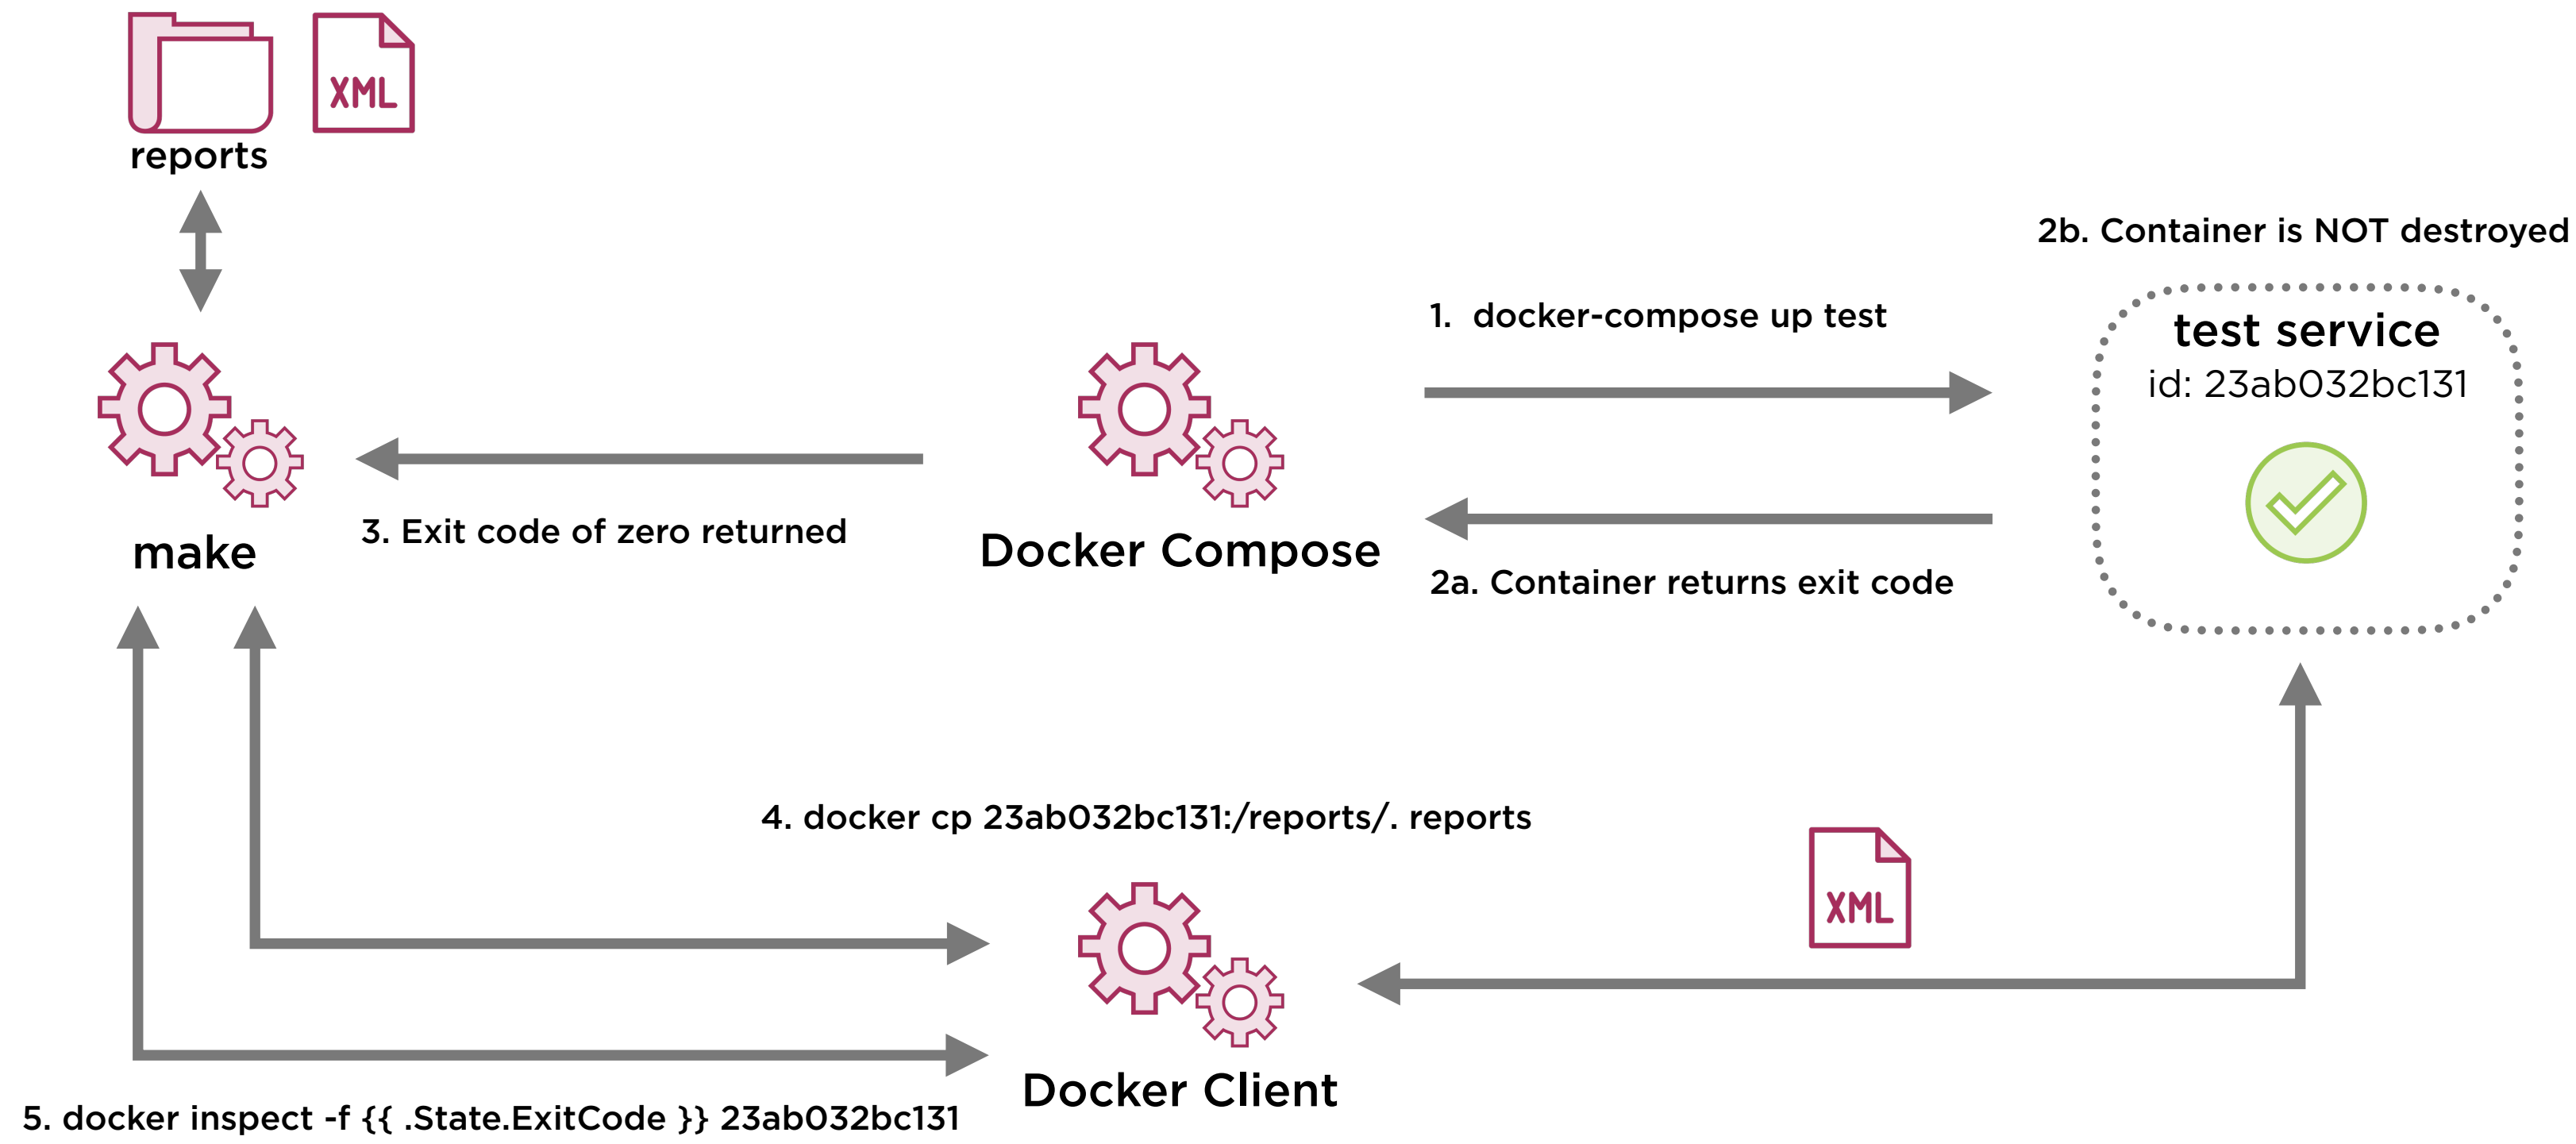 XML
reports
2b. Container is NOT destroyed
1. docker-compose up test
test service
id: 23ab032bc131
3. Exit code of zero returned
make
Docker Compose
2a. Container returns exit code
4. docker cp 23ab032bc131:/reports/. reports
XML
Docker Client
5. docker inspect -f {{ .State.ExitCode }} 23ab032bc131